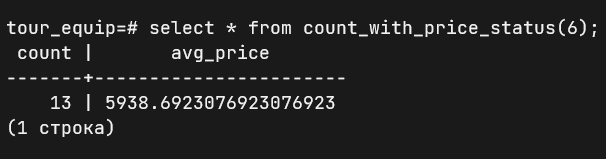 tour_equip=# select * from count_with_price_status(6);
 count |      avg_price
-------+-----------------------
    13 | 5938.6923076923076923
(1 строка)